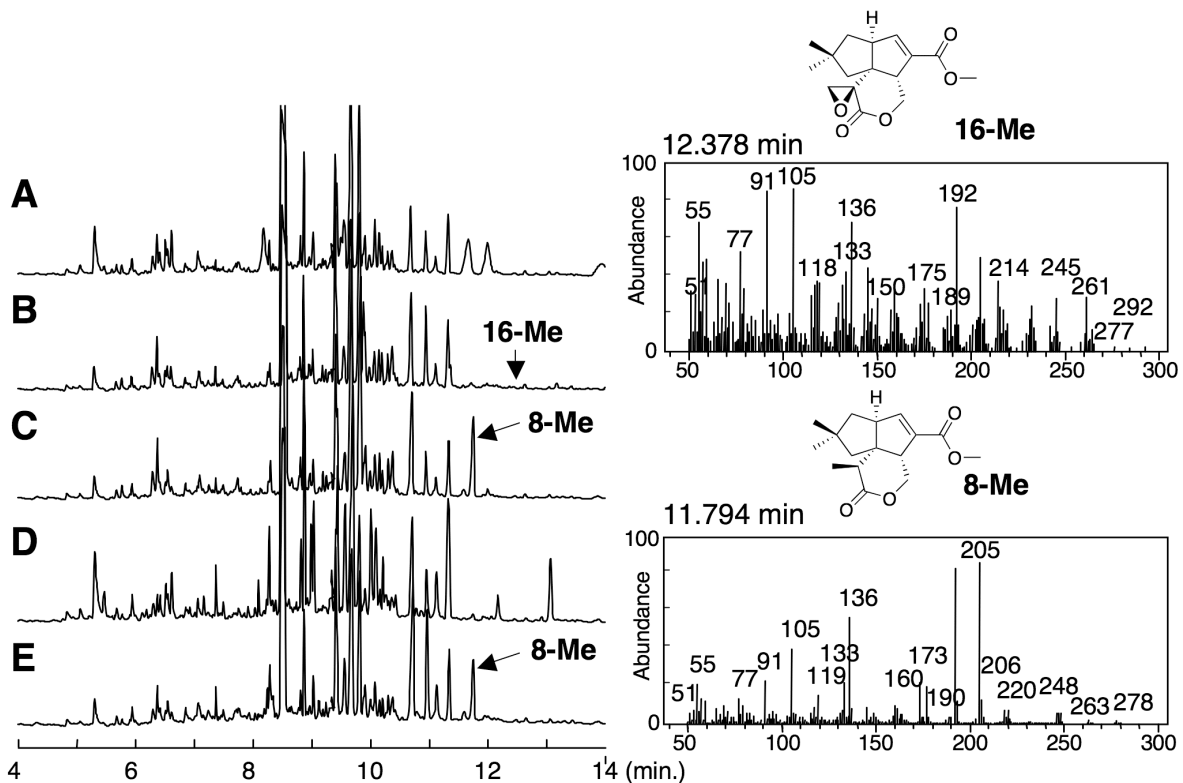 A
B
16-Me
C
8-Me
D
E
8-Me
4 6 8 10 12 14 (min.)
H
O
O
O
O
O
16-Me
12.378 min
100
Abundance
0
55
51
77
91
105
118
133
136
150
175
189
192
214
245
261
277
292
50 100 150 200 250 300
H
O
O
O
O
8-Me
11.794 min
100
Abundance
0
51
55
77
91
105
119
133
136
160
173
190
205
206
220
248
263
278
50 100 150 200 250 300